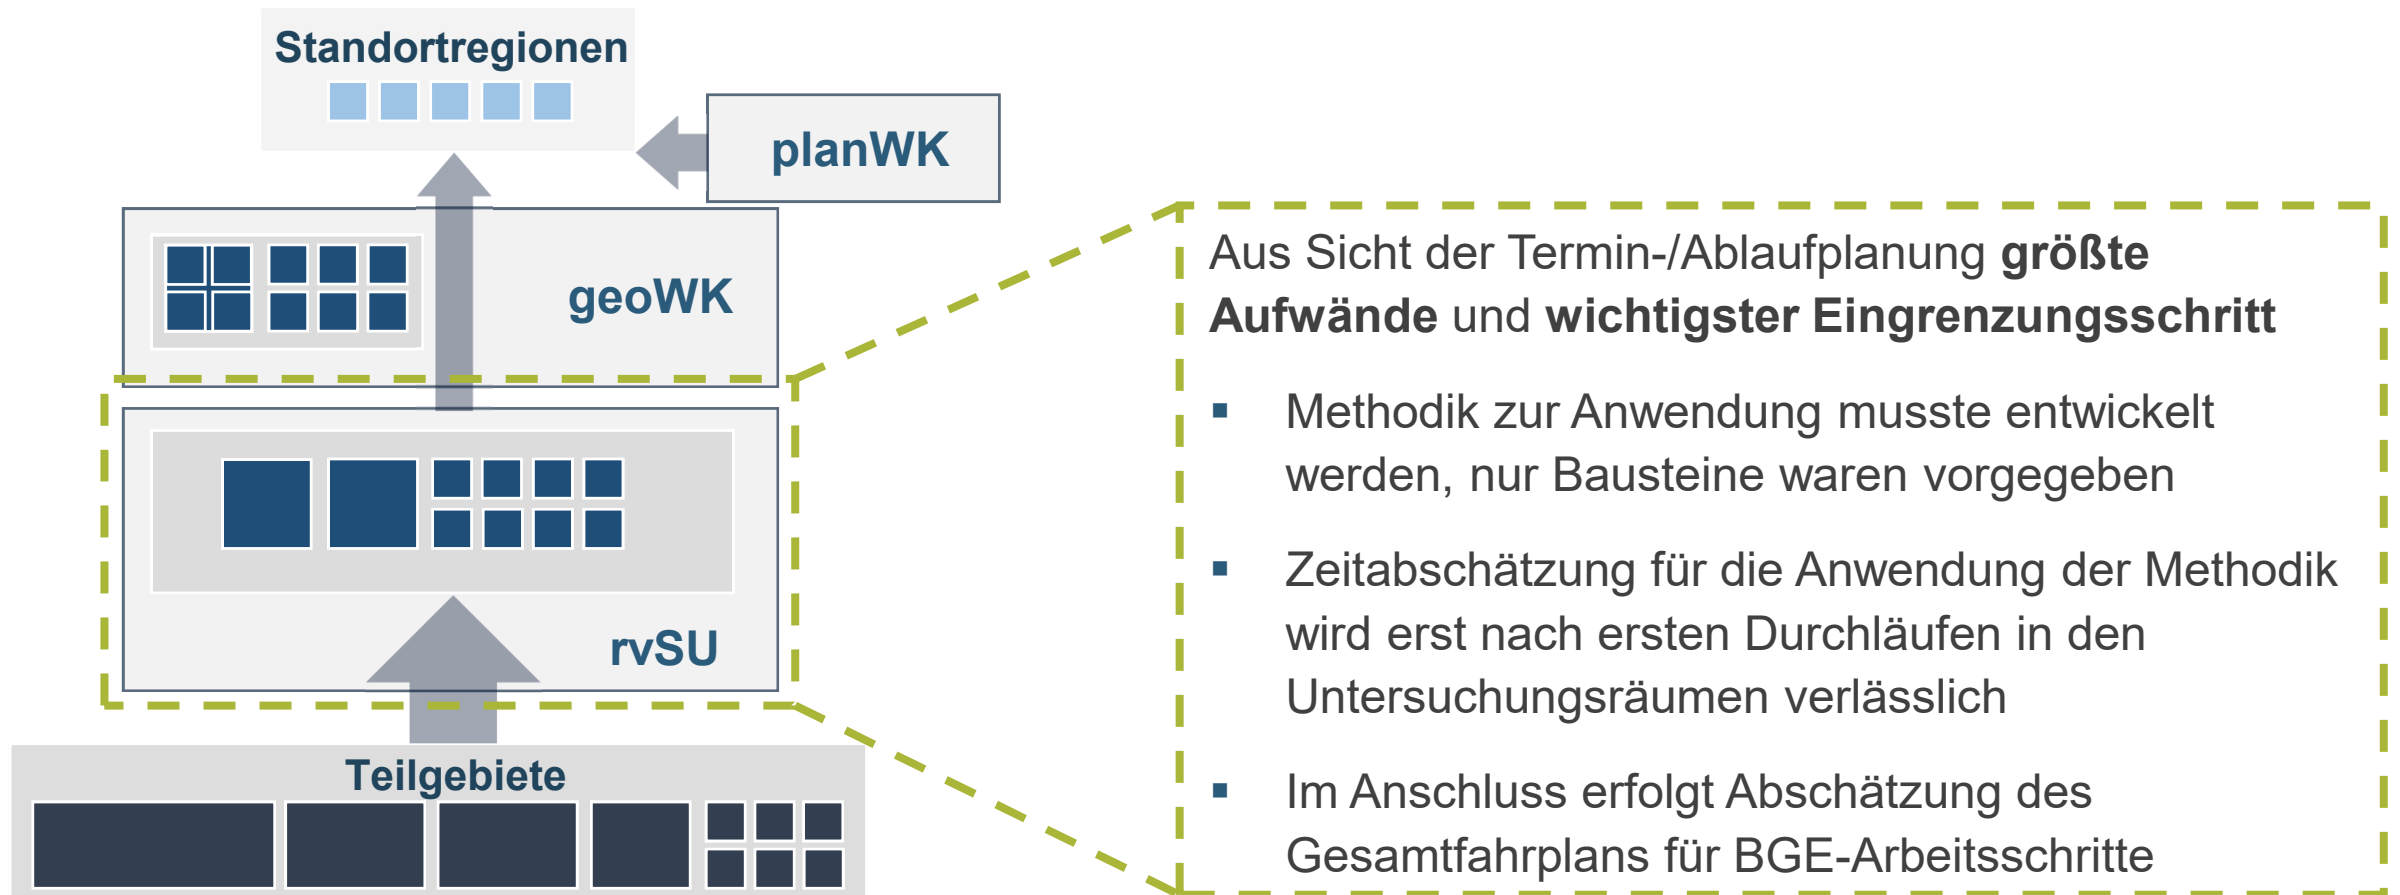 Standortregionen
planWK
geoWK
rvSU
Teilgebiete
Aus Sicht der Termin-/Ablaufplanung größte
Aufwände und wichtigster Eingrenzungsschritt
▪ Methodik zur Anwendung musste entwickelt
werden, nur Bausteine waren vorgegeben
▪ Zeitabschätzung für die Anwendung der Methodik
wird erst nach ersten Durchläufen in den
Untersuchungsräumen verlässlich
▪ Im Anschluss erfolgt Abschätzung des
Gesamtfahrplans für BGE-Arbeitsschritte